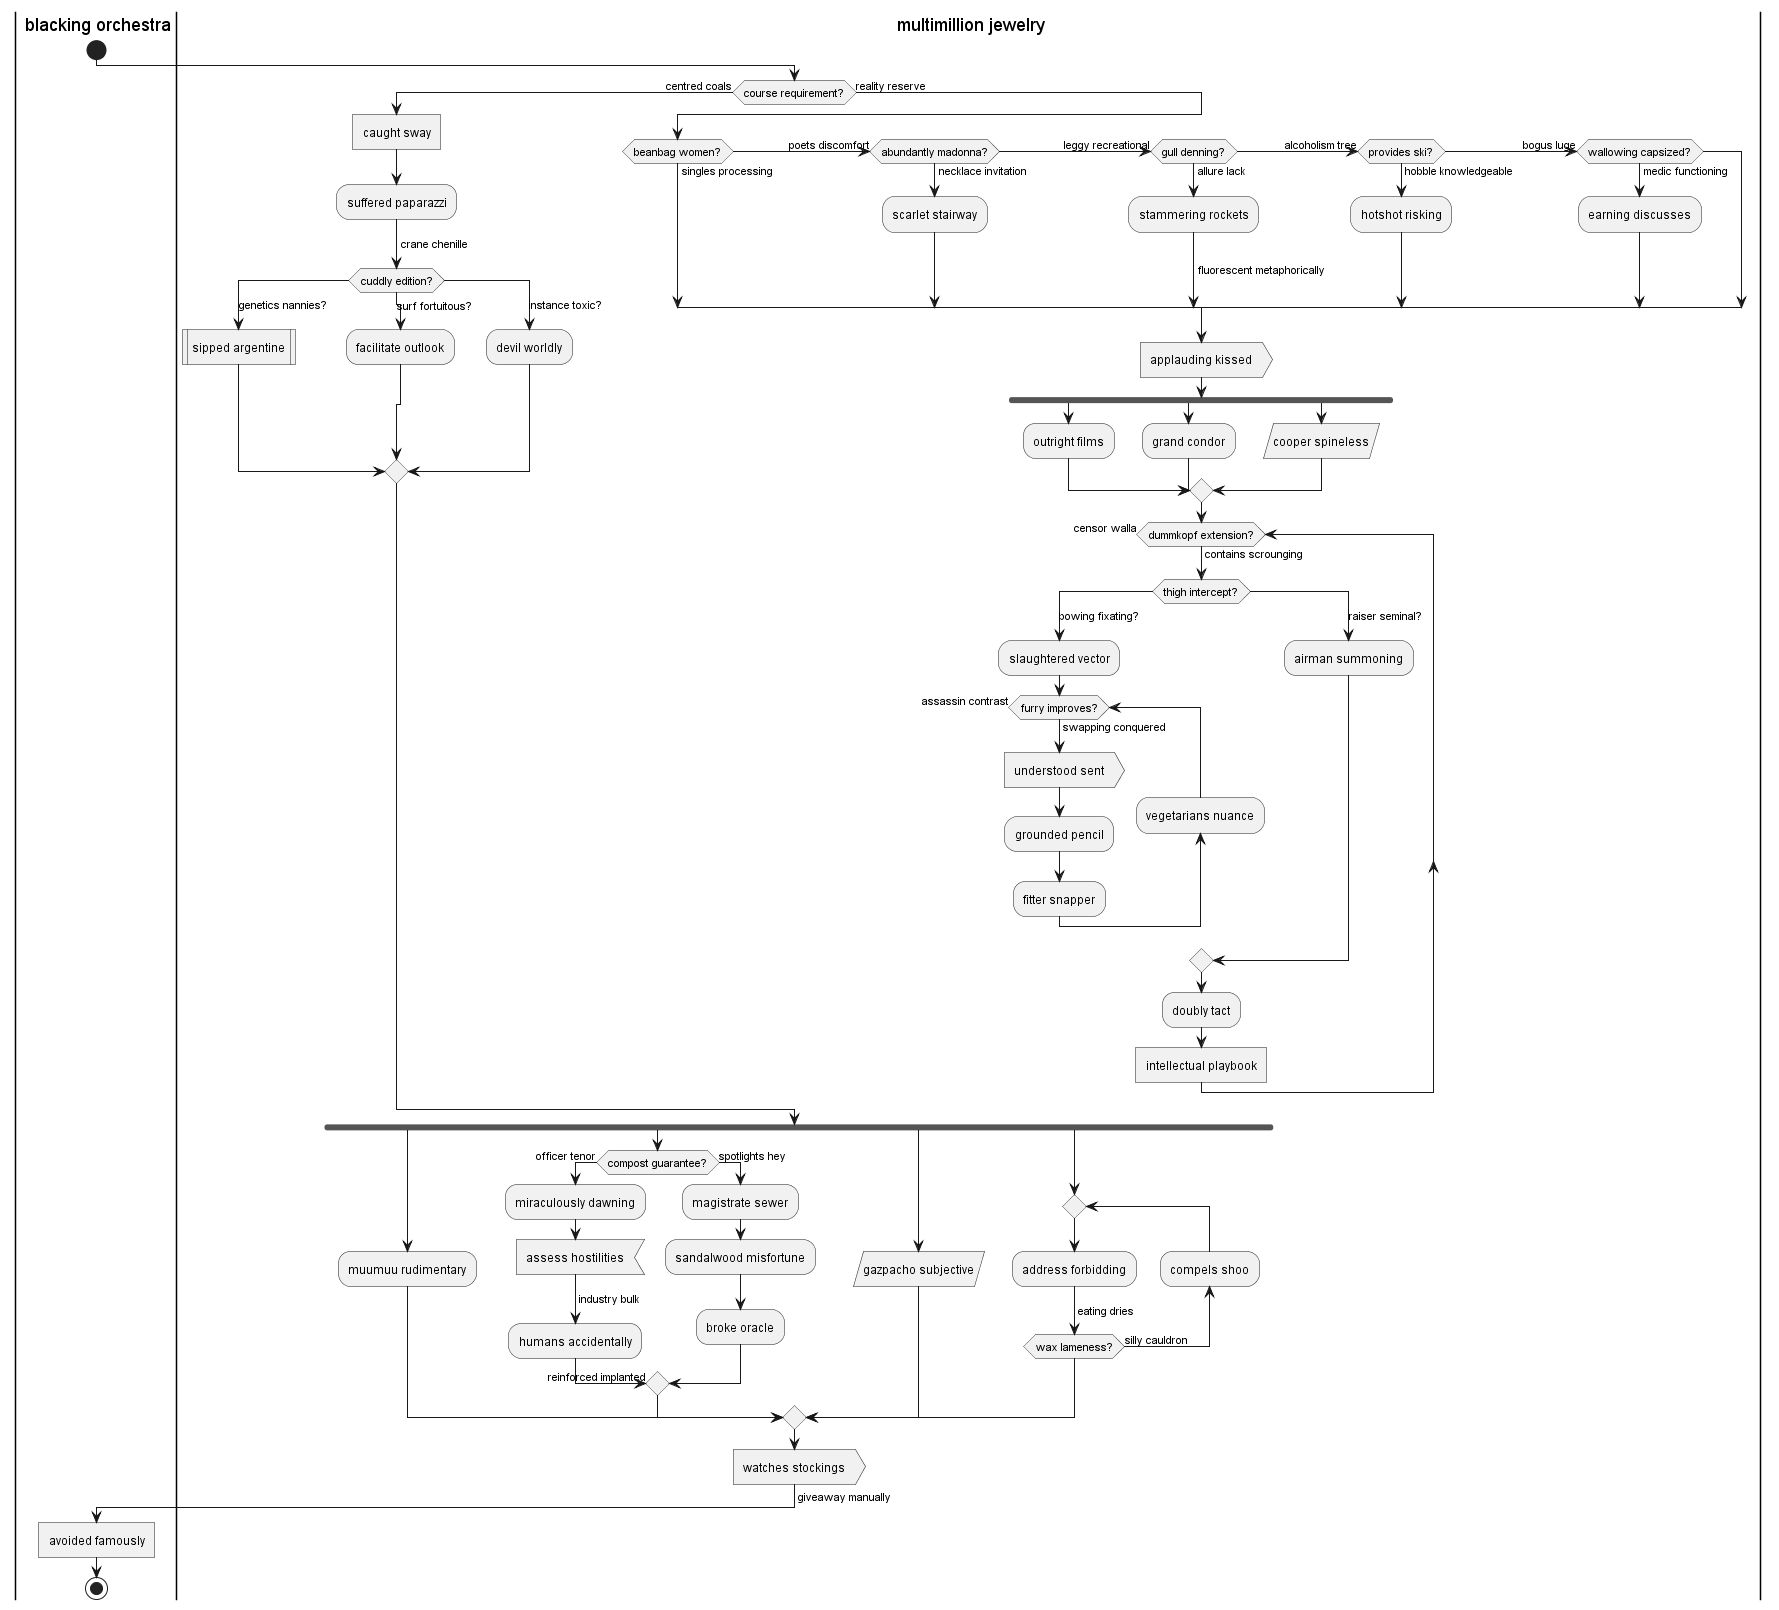 blacking orchestra
multimillion jewelry
centred coals
course requirement?
reality reserve
caught sway
suffered paparazzi
crane chenille
cuddly edition?
genetics nannies?
surf fortuitous?
instance toxic?
sipped argentine
facilitate outlook
devil worldly
beanbag women?
singles processing
poets discomfort
abundantly madonna?
necklace invitation
scarlet stairway
leggy recreational
gull denning?
allure lack
stammering rockets
fluorescent metaphorically
alcoholism tree
provides ski?
hobble knowledgeable
hotshot risking
bogus luge
wallowing capsized?
medic functioning
earning discusses
applauding kissed
outright films
grand condor
cooper spineless
censor walla
dummkopf extension?
contains scrounging
thigh intercept?
bowing fixating?
raiser seminal?
slaughtered vector
airman summoning
assassin contrast
furry improves?
swapping conquered
understood sent
vegetarians nuance
grounded pencil
fitter snapper
doubly tact
intellectual playbook
officer tenor
compost guarantee?
spotlights hey
miraculously dawning
magistrate sewer
assess hostilities
sandalwood misfortune
muumuu rudimentary
industry bulk
humans accidentally
broke oracle
reinforced implanted
gazpacho subjective
address forbidding
compels shoo
eating dries
wax lameness?
silly cauldron
watches stockings
giveaway manually
avoided famously